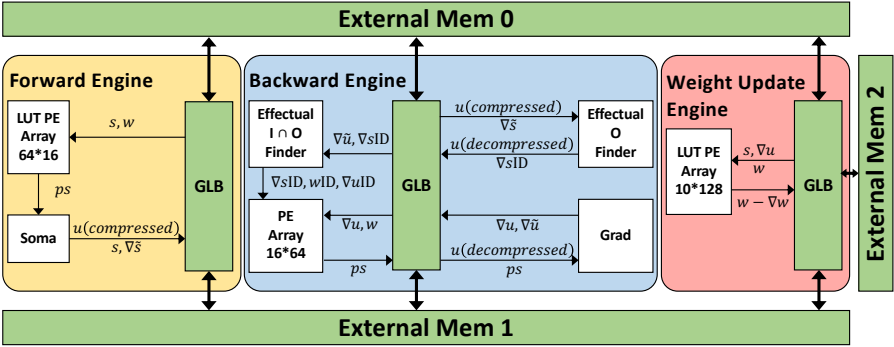 External Mem 0
Forward Engine
LUT PE
Array
64*16
s, w
ps
Soma
u(compressed)
s, ∇s̃
GLB
Backward Engine
Effectual
I ∩ O
Finder
∇ũ, ∇sID
∇sID, wID, ∇uID
PE
Array
16*64
∇u, w
ps
GLB
u(compressed)
∇s̃
u(decompressed)
∇sID
Effectual
O
Finder
∇u, ∇ũ
u(decompressed)
ps
Grad
Weight Update
Engine
LUT PE
Array
10*128
s, ∇u
w
w − ∇w
GLB
External Mem 2
External Mem 1